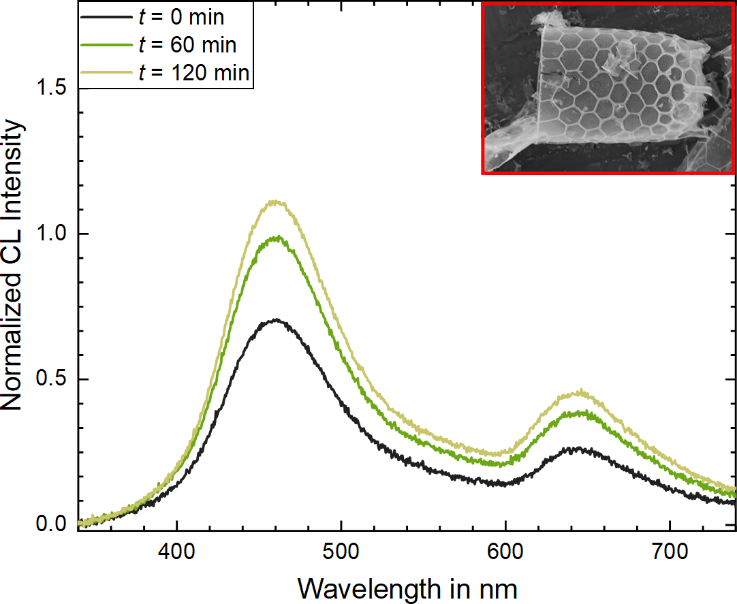 t = 0 min
t = 60 min
t = 120 min
1.5
1.0
0.5
0.0
Normalized CL Intensity
400 500 600 700
Wavelength in nm